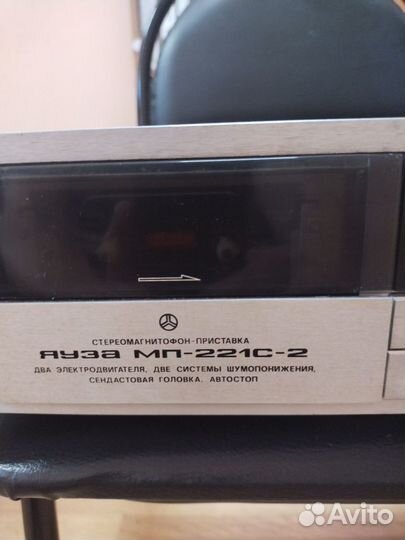 СТЕРЕОМАГНИТОФОН-ПРИСТАВКА
ЯУЗА МП-221С-2
ДВА ЭЛЕКТРОДВИГАТЕЛЯ, ДВЕ СИСТЕМЫ ШУМОПОНИЖЕНИЯ,
СЕНДАСТОВАЯ ГОЛОВКА. АВТОСТОП
Avito